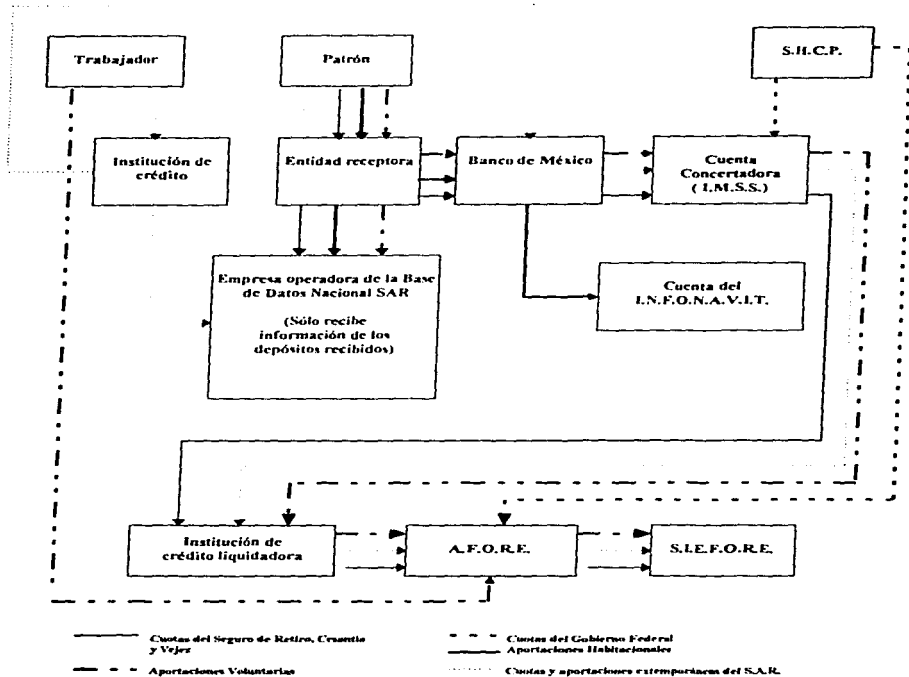 Trabajador
Patrón
S.H.C.P.
Institución de
crédito
Entidad receptora
Banco de México
Cuenta
Concertadora
( I.M.S.S.)
Empresa operadora de la Base
de Datos Nacional SAR
(Sólo recibe
información de los
depósitos recibidos)
Cuenta del
I.N.F.O.N.A.V.I.T.
Institución de
crédito liquidadora
A.F.O.R.E.
S.I.E.F.O.R.E.
Cuotas del Seguro de Retiro, Cesantía
y Vejez
Aportaciones Voluntarias
Cuotas del Gobierno Federal
Aportaciones Habitacionales
Cuotas y aportaciones extemporáneas del S.A.R.